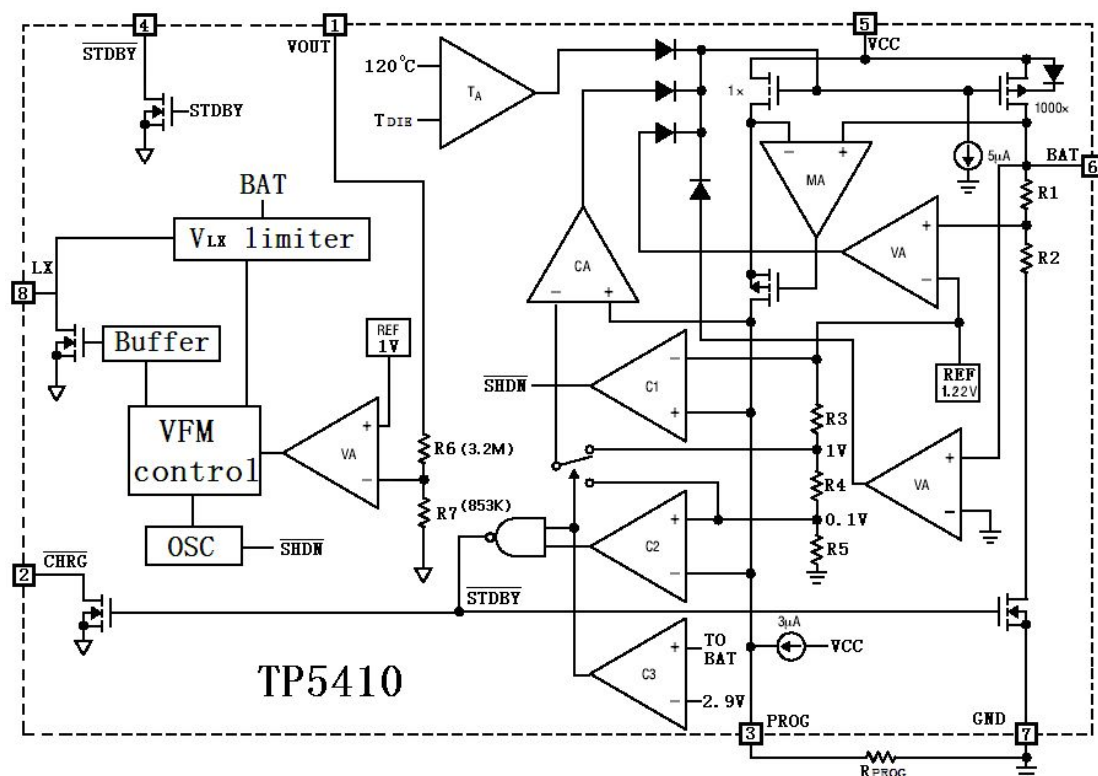 4
1
5
STDBY
VOUT
VCC
120°C
TA
TDIE
STDBY
1×
1000×
5μA
BAT
6
BAT
MA
R1
VLX limiter
VA
R2
LX
8
CA
Buffer
REF
1V
REF
1.22V
SHDN
C1
R3
VFM
control
VA
R6(3.2M)
1V
VA
R4
R7(853K)
0.1V
OSC
SHDN
C2
R5
CHRG
2
STDBY
3μA
VCC
TO
BAT
C3
2.9V
TP5410
PROG
3
GND
7
RPROG